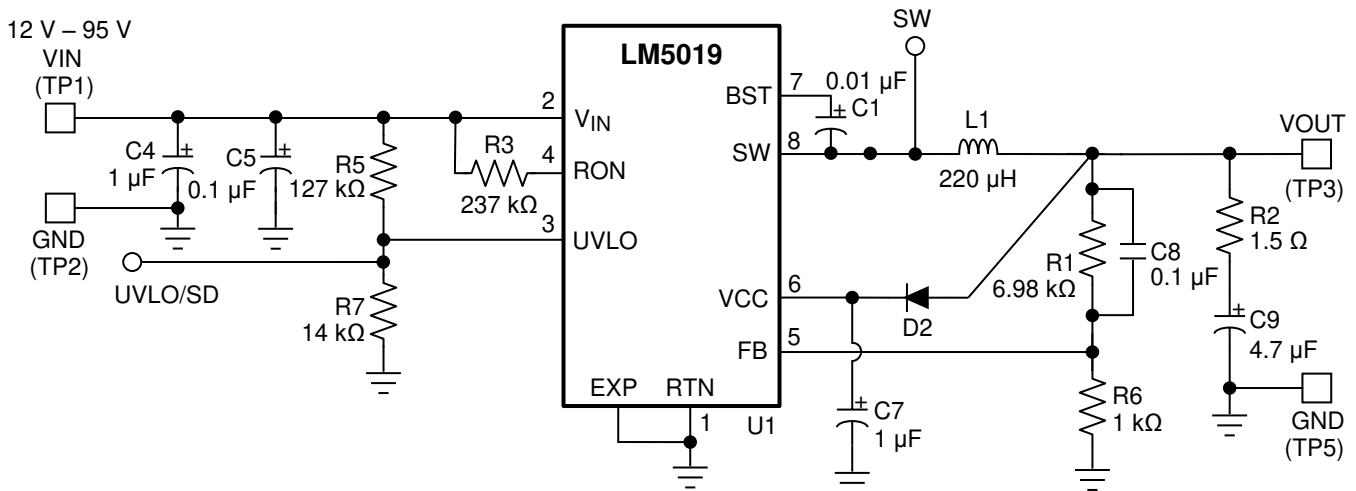 12 V – 95 V
VIN
(TP1)
GND
(TP2)
C4
1 µF
C5
0.1 µF
R5
127 kΩ
R3
237 kΩ
UVLO/SD
R7
14 kΩ
LM5019
2
VIN
4
RON
3
UVLO
BST
7
SW
8
VCC
6
FB
5
EXP
RTN
1
U1
0.01 µF
C1
SW
L1
220 µH
D2
C7
1 µF
R1
6.98 kΩ
C8
0.1 µF
R6
1 kΩ
VOUT
(TP3)
R2
1.5 Ω
C9
4.7 µF
GND
(TP5)